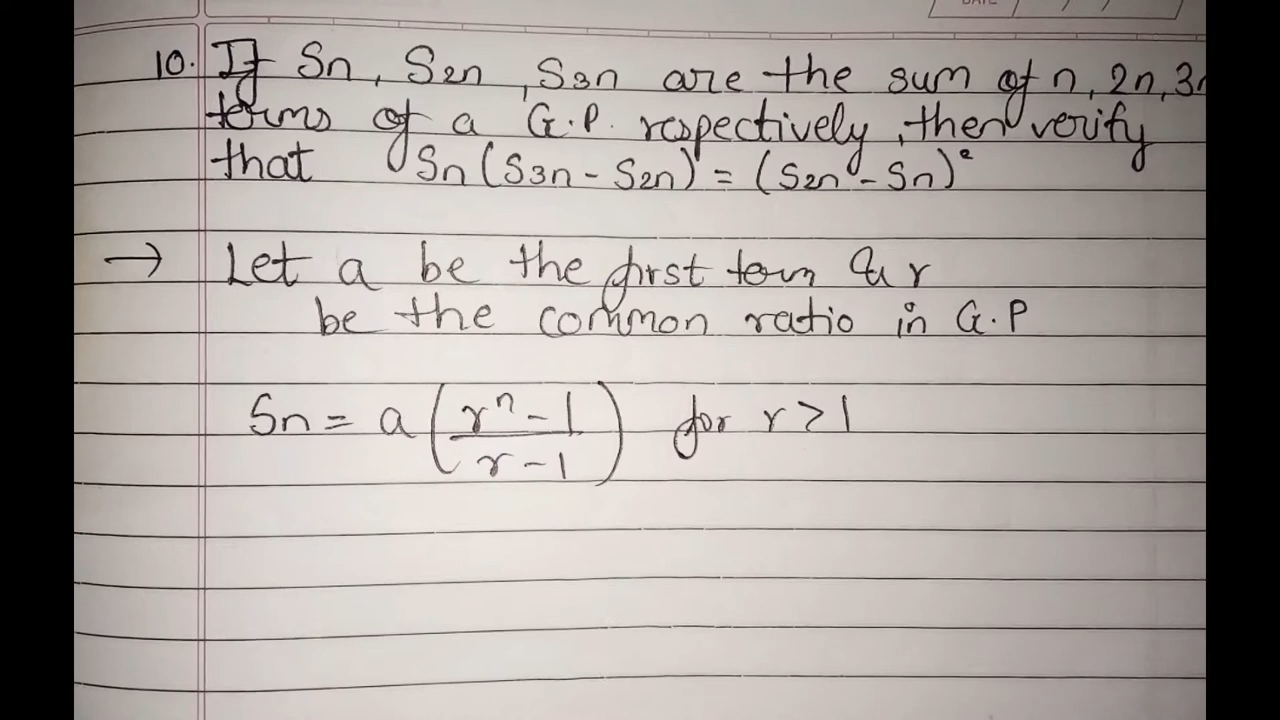 DATE
10. If Sn, S2n, S3n are the sum of n, 2n, 3n
terms of a G.P. respectively, then verify
that Sn(S3n - S2n) = (S2n - Sn)²
→ Let a be the first term & r
be the common ratio in G.P
Sn = a(rⁿ - 1 / r - 1) for r > 1